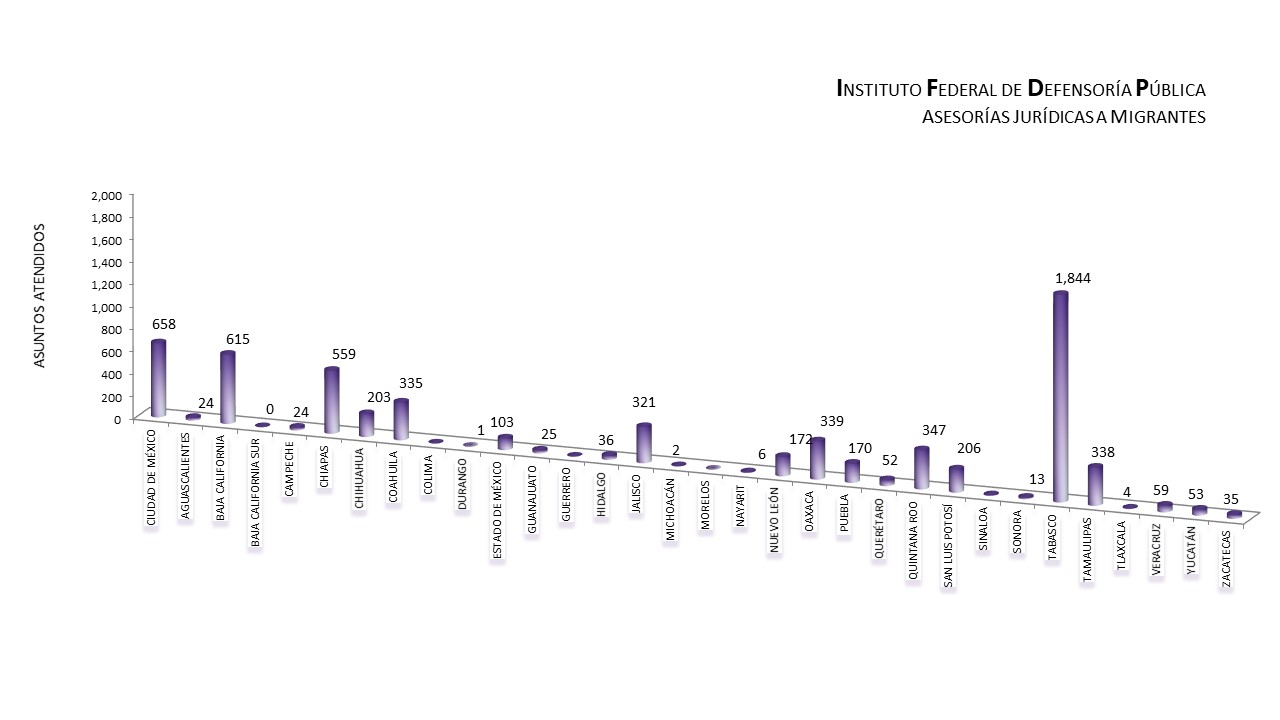 INSTITUTO FEDERAL DE DEFENSORÍA PÚBLICA
ASESORÍAS JURÍDICAS A MIGRANTES
ASUNTOS ATENDIDOS
2,000
1,800
1,600
1,400
1,200
1,000
800
600
400
200
0
658
24
615
0
24
559
203
335
1
103
25
36
321
2
6
172
339
170
52
347
206
13
1,844
338
4
59
53
35
CIUDAD DE MÉXICO
AGUASCALIENTES
BAJA CALIFORNIA
BAJA CALIFORNIA SUR
CAMPECHE
CHIAPAS
CHIHUAHUA
COAHUILA
COLIMA
DURANGO
ESTADO DE MÉXICO
GUANAJUATO
GUERRERO
HIDALGO
JALISCO
MICHOACÁN
MORELOS
NAYARIT
NUEVO LEÓN
OAXACA
PUEBLA
QUERÉTARO
QUINTANA ROO
SAN LUIS POTOSÍ
SINALOA
SONORA
TABASCO
TAMAULIPAS
TLAXCALA
VERACRUZ
YUCATÁN
ZACATECAS